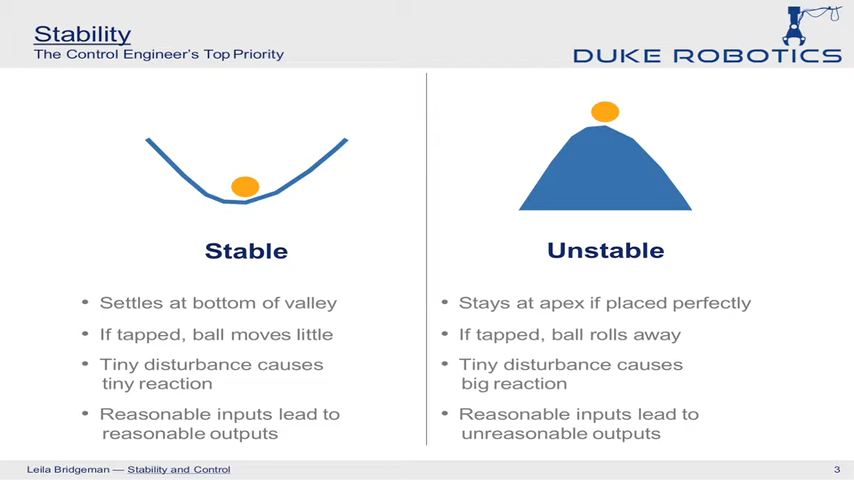 Stability
The Control Engineer's Top Priority
DUKE ROBOTICS
Stable
• Settles at bottom of valley
• If tapped, ball moves little
• Tiny disturbance causes
tiny reaction
• Reasonable inputs lead to
reasonable outputs
Unstable
• Stays at apex if placed perfectly
• If tapped, ball rolls away
• Tiny disturbance causes
big reaction
• Reasonable inputs lead to
unreasonable outputs
Leila Bridgeman — Stability and Control
3